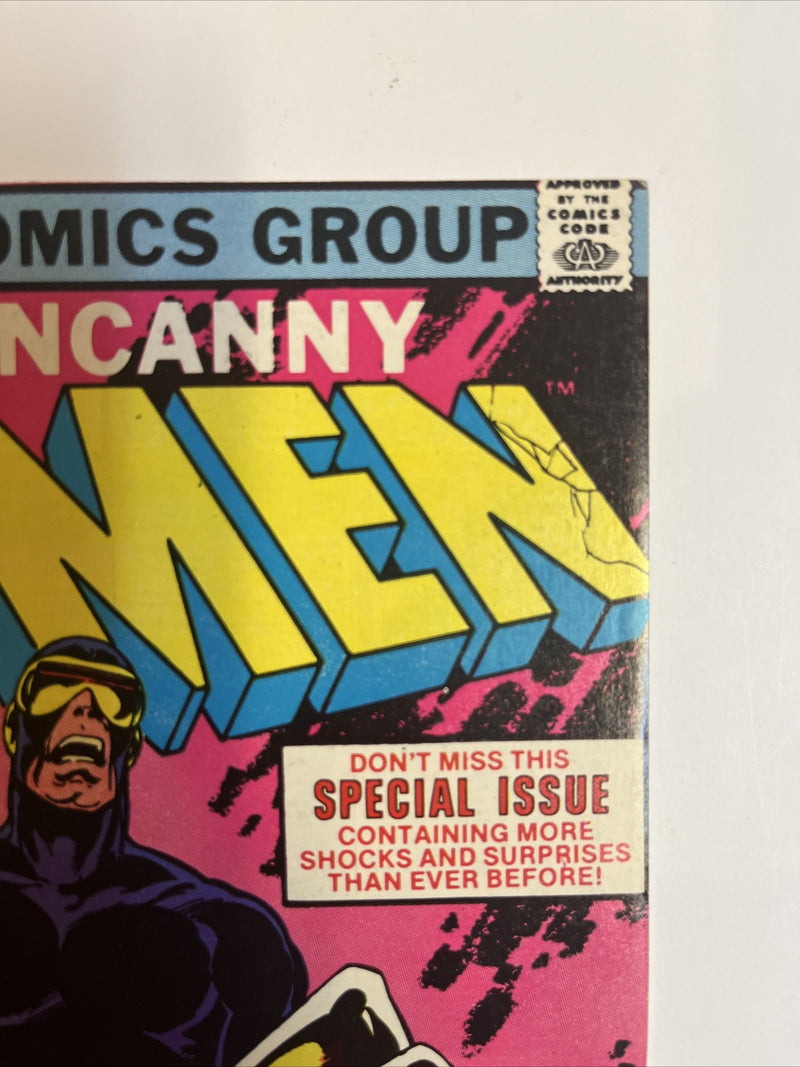 OMICS GROUP
APPROVED
BY THE
COMICS
CODE
CA
AUTHORITY
NCANNY
MEN TM
DON'T MISS THIS
SPECIAL ISSUE
CONTAINING MORE
SHOCKS AND SURPRISES
THAN EVER BEFORE!